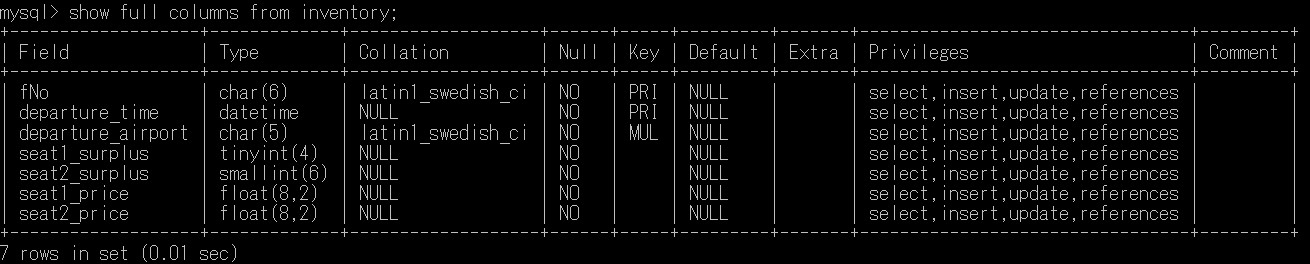 mysql> show full columns from inventory;
+-------------------+-------------+-------------------+------+-----+---------+-------+---------------------------------+---------+
| Field | Type | Collation | Null | Key | Default | Extra | Privileges | Comment |
+-------------------+-------------+-------------------+------+-----+---------+-------+---------------------------------+---------+
| fNo | char(6) | latin1_swedish_ci | NO | PRI | NULL | | select,insert,update,references | |
| departure_time | datetime | NULL | NO | PRI | NULL | | select,insert,update,references | |
| departure_airport | char(5) | latin1_swedish_ci | NO | MUL | NULL | | select,insert,update,references | |
| seat1_surplus | tinyint(4) | NULL | NO | | NULL | | select,insert,update,references | |
| seat2_surplus | smallint(6) | NULL | NO | | NULL | | select,insert,update,references | |
| seat1_price | float(8,2) | NULL | NO | | NULL | | select,insert,update,references | |
| seat2_price | float(8,2) | NULL | NO | | NULL | | select,insert,update,references | |
+-------------------+-------------+-------------------+------+-----+---------+-------+---------------------------------+---------+
7 rows in set (0.01 sec)